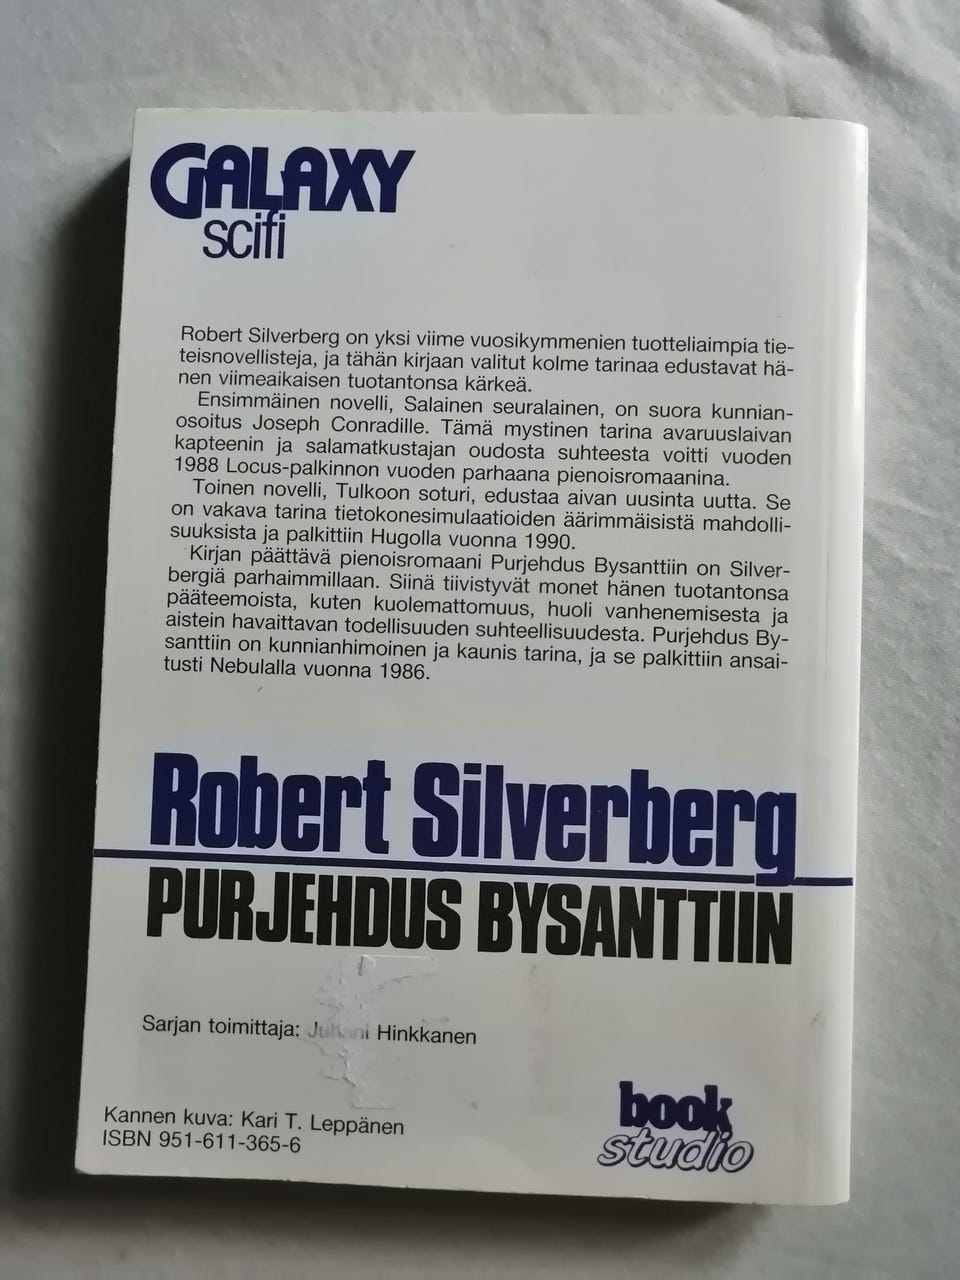 GALAXY
scifi
Robert Silverberg on yksi viime vuosikymmenien tuotteliaimpia tie-
teisnovellisteja, ja tähän kirjaan valitut kolme tarinaa edustavat hä-
nen viimeaikaisen tuotantonsa kärkeä.
Ensimmäinen novelli, Salainen seuralainen, on suora kunnian-
osoitus Joseph Conradille. Tämä mystinen tarina avaruuslaivan
kapteenin ja salamatkustajan oudosta suhteesta voitti vuoden
1988 Locus-palkinnon vuoden parhaana pienoisromaanina.
Toinen novelli, Tulkoon soturi, edustaa aivan uusinta uutta. Se
on vakava tarina tietokonesimulaatioiden äärimmäisistä mahdolli-
suuksista ja palkittiin Hugolla vuonna 1990.
Kirjan päättävä pienoisromaani Purjehdus Bysanttiin on Silver-
bergiä parhaimmillaan. Siinä tiivistyvät monet hänen tuotantonsa
pääteemoista, kuten kuolemattomuus, huoli vanhenemisesta ja
aistein havaittavan todellisuuden suhteellisuudesta. Purjehdus By-
santtiin on kunnianhimoinen ja kaunis tarina, ja se palkittiin ansai-
tusti Nebulalla vuonna 1986.
Robert Silverberg
PURJEHDUS BYSANTTIIN
Sarjan toimittaja: Juhani Hinkkanen
Kannen kuva: Kari T. Leppänen
ISBN 951-611-365-6
book
studio